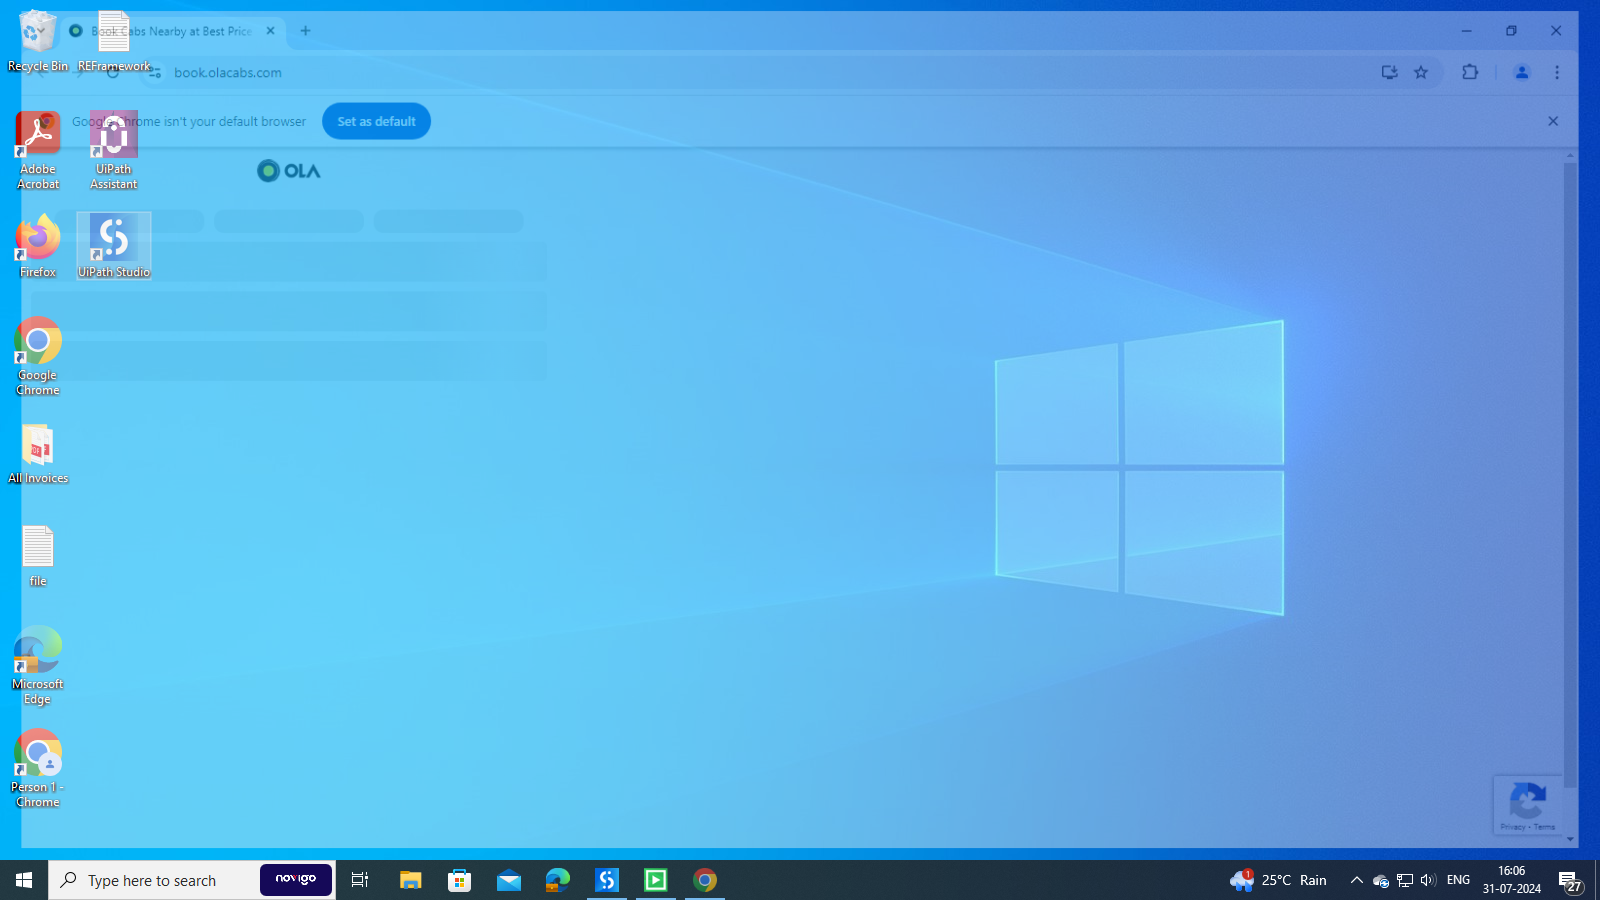 Book Cabs Nearby at Best Price
book.olacabs.com
Google Chrome isn't your default browser
Set as default
OLA
Recycle Bin
REFramework
Adobe
Acrobat
UiPath
Assistant
Firefox
UiPath Studio
Google
Chrome
All Invoices
file
Microsoft
Edge
Person 1 -
Chrome
Privacy - Terms
Type here to search
novigo
1
25°C Rain
ENG
16:06
31-07-2024
27